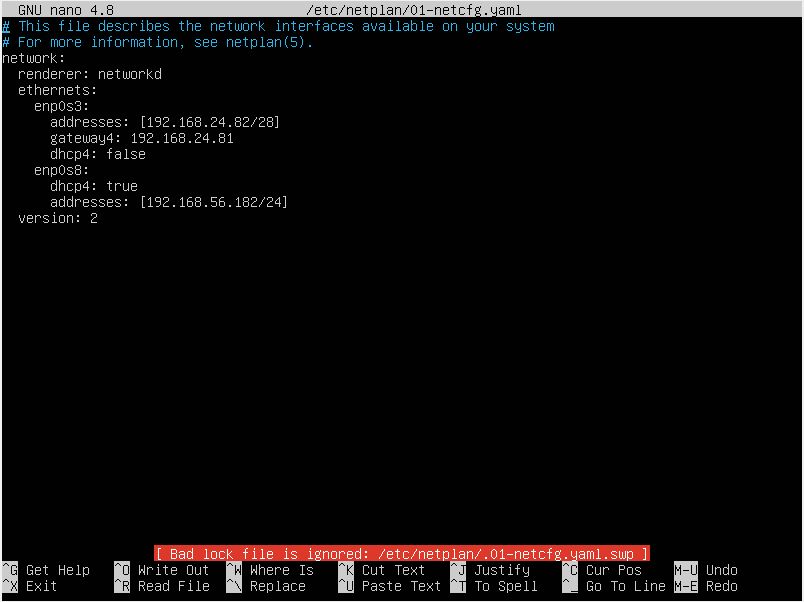 GNU nano 4.8 /etc/netplan/01-netcfg.yaml
# This file describes the network interfaces available on your system
# For more information, see netplan(5).
network:
  renderer: networkd
  ethernets:
    enp0s3:
      addresses: [192.168.24.82/28]
      gateway4: 192.168.24.81
      dhcp4: false
    enp0s8:
      dhcp4: true
      addresses: [192.168.56.182/24]
  version: 2
[ Bad lock file is ignored: /etc/netplan/.01-netcfg.yaml.swp ]
^G Get Help ^O Write Out ^W Where Is ^K Cut Text ^J Justify ^C Cur Pos M-U Undo
^X Exit ^R Read File ^\ Replace ^U Paste Text ^T To Spell ^_ Go To Line M-E Redo